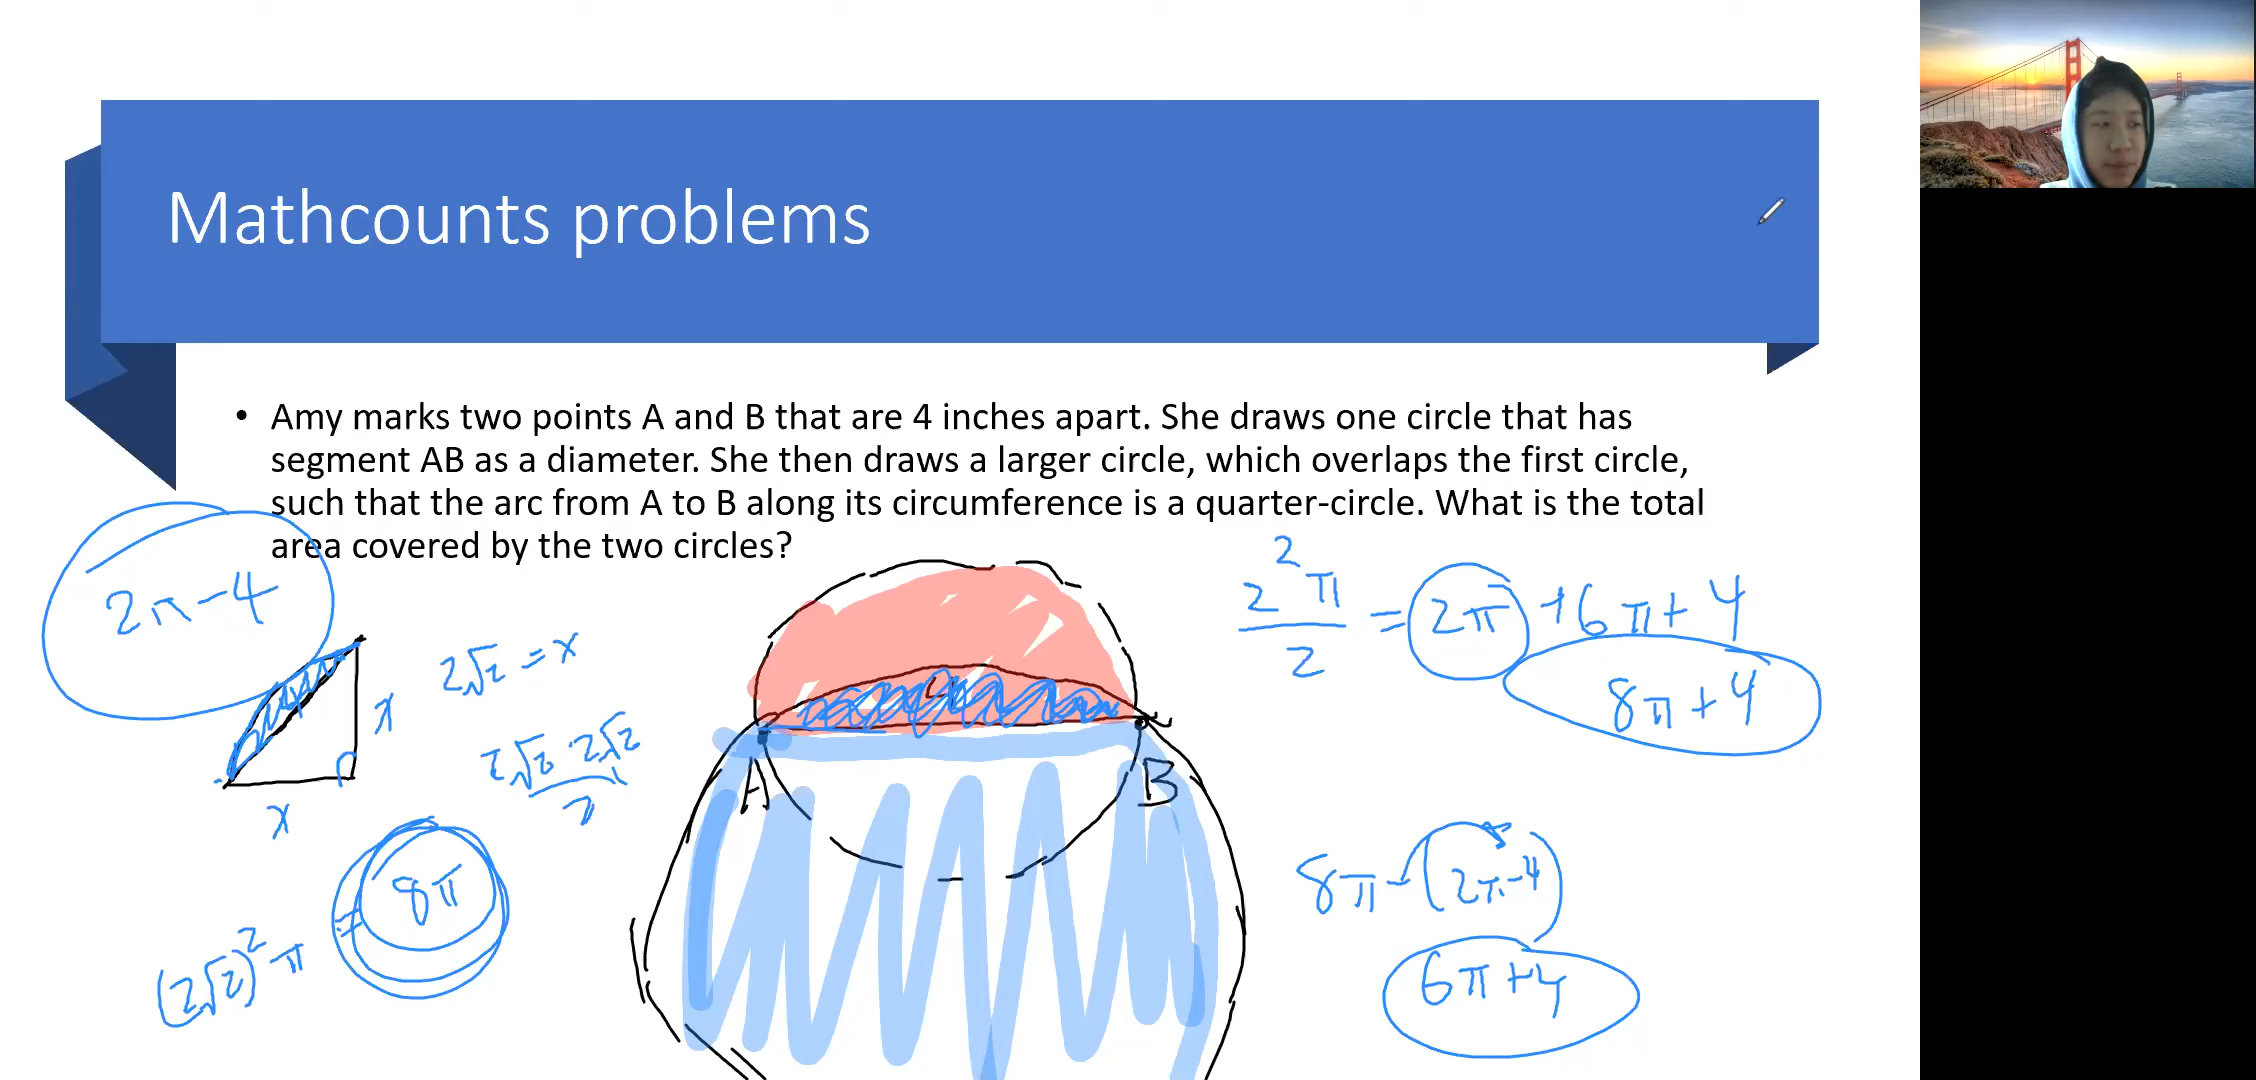 Mathcounts problems
• Amy marks two points A and B that are 4 inches apart. She draws one circle that has
segment AB as a diameter. She then draws a larger circle, which overlaps the first circle,
such that the arc from A to B along its circumference is a quarter-circle. What is the total
area covered by the two circles?
2π-4
2√2 = x
x
x
2√2 · 2√2
2
(2√2)² π = 8π
4
A
B
2² π
2
= 2π + 6π + 4
8π + 4
8π - (2π-4)
6π+4